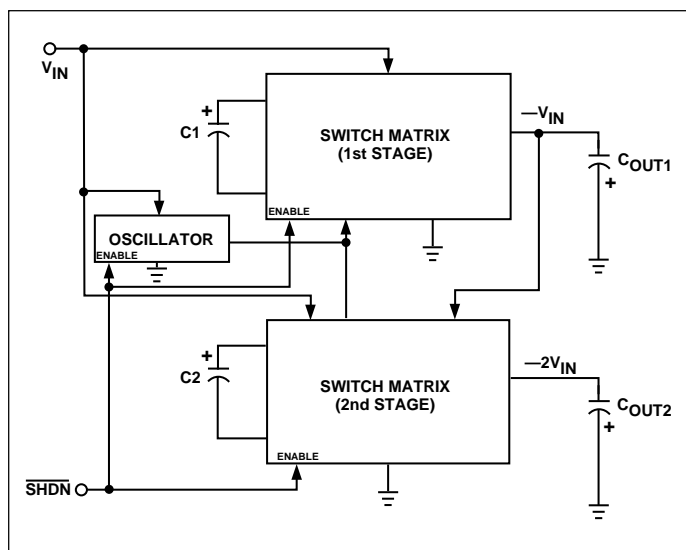 V_IN
+
C1
SWITCH MATRIX
(1st STAGE)
ENABLE
—V_IN
C_OUT1
+
OSCILLATOR
ENABLE
+
C2
SWITCH MATRIX
(2nd STAGE)
ENABLE
—2V_IN
C_OUT2
+
SHDN